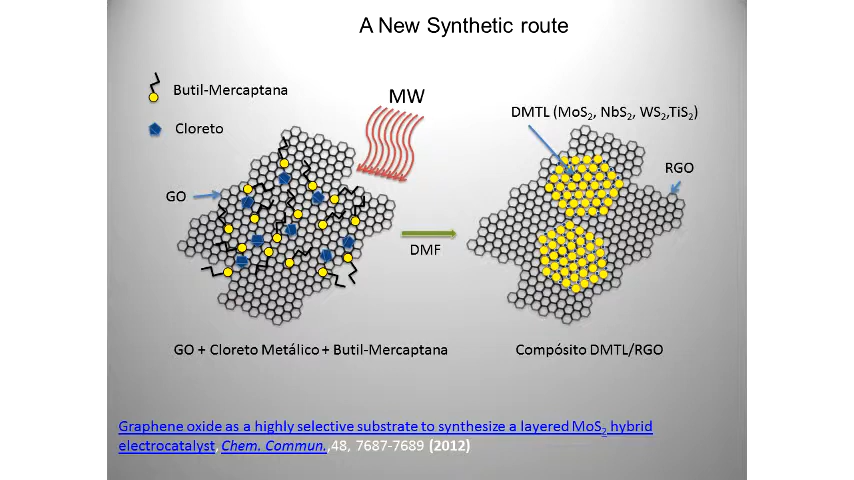 A New Synthetic route
Butil-Mercaptana
MW
DMTL (MoS₂, NbS₂, WS₂,TiS₂)
Cloreto
RGO
GO
DMF
GO + Cloreto Metálico + Butil-Mercaptana
Compósito DMTL/RGO
Graphene oxide as a highly selective substrate to synthesize a layered MoS₂ hybrid
electrocatalyst, Chem. Commun.,48, 7687-7689 (2012)